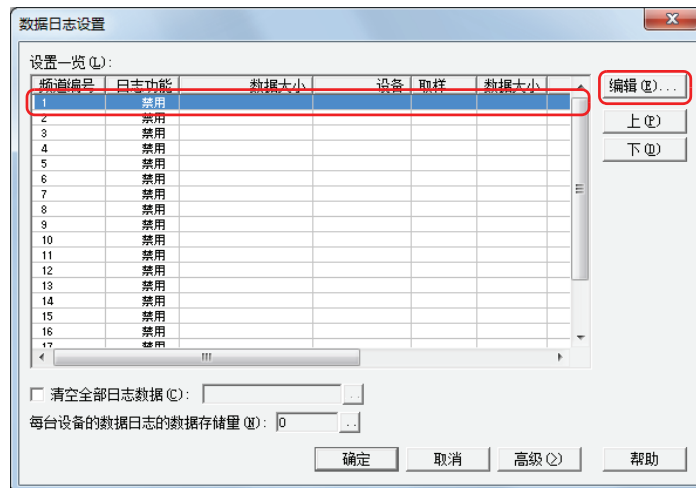 数据日志设置
设置一览(L):
频道编号 日志功能 数据大小 设备 取样 数据大小
编辑(E)...
1 禁用
上(P)
2 禁用
3 禁用
下(D)
4 禁用
5 禁用
6 禁用
7 禁用
8 禁用
9 禁用
10 禁用
11 禁用
12 禁用
13 禁用
14 禁用
15 禁用
16 禁用
17 禁用
清空全部日志数据(C): ..
每台设备的数据日志的数据存储量(N): 0 ..
确定 取消 高级(>) 帮助